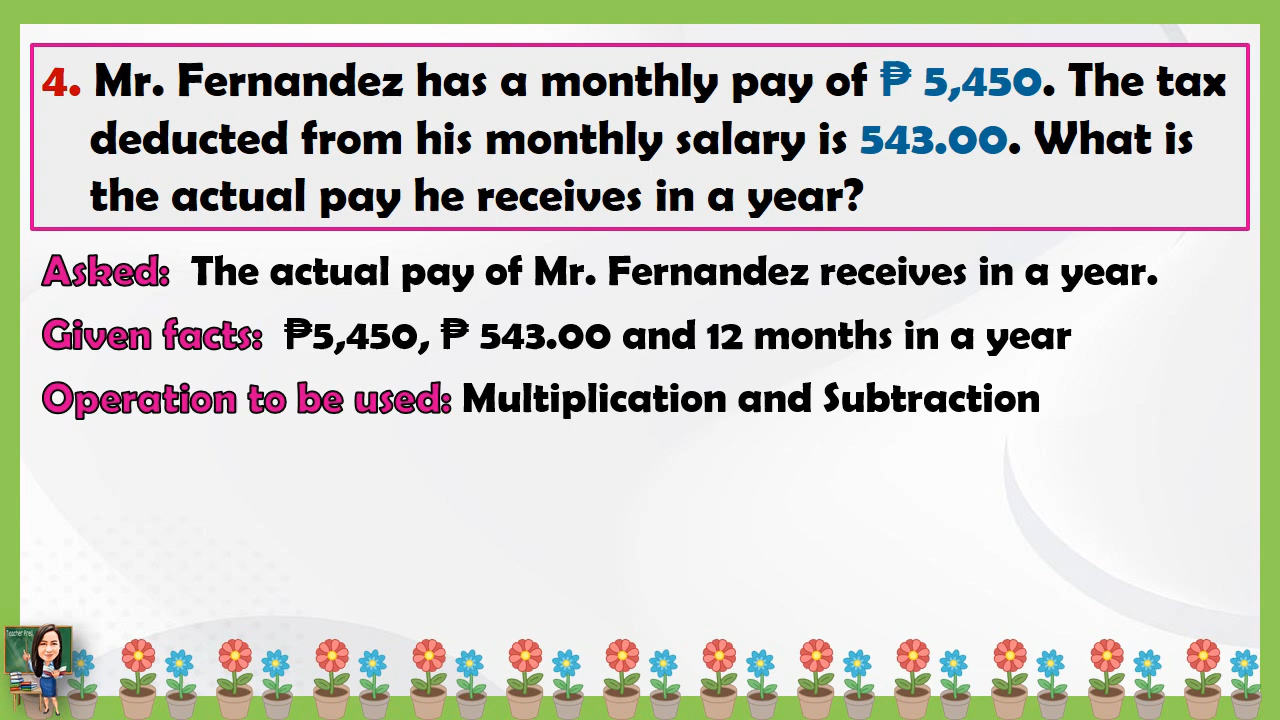 4. Mr. Fernandez has a monthly pay of ₱ 5,450. The tax
deducted from his monthly salary is 543.00. What is
the actual pay he receives in a year?
Asked: The actual pay of Mr. Fernandez receives in a year.
Given facts: ₱5,450, ₱ 543.00 and 12 months in a year
Operation to be used: Multiplication and Subtraction